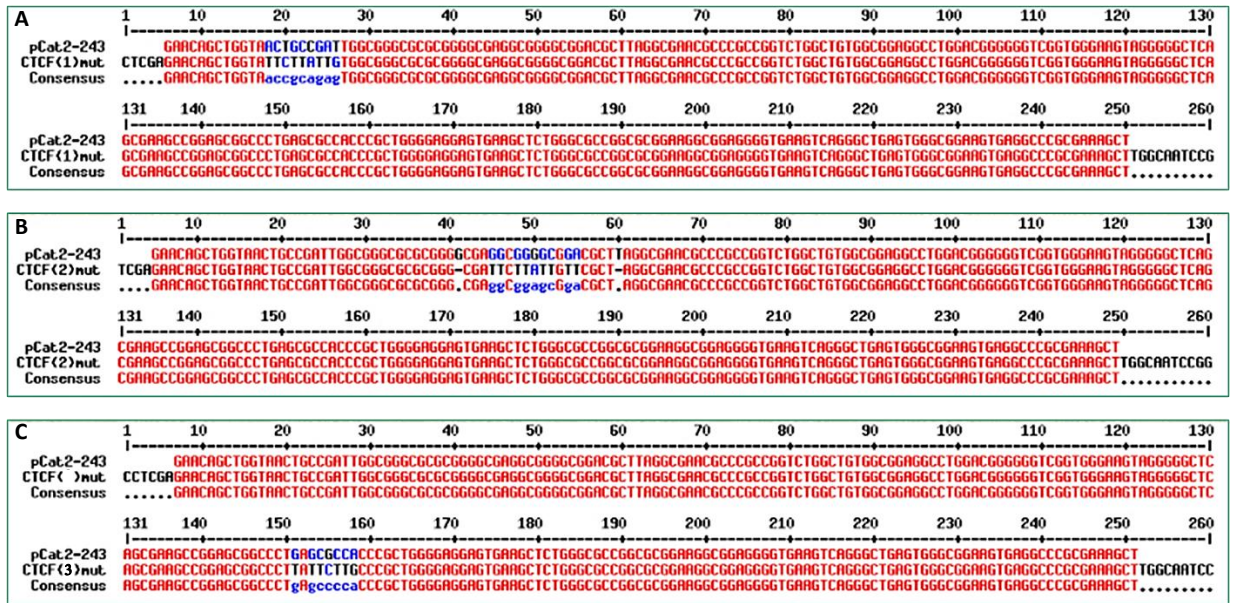 A
1 10 20 30 40 50 60 70 80 90 100 110 120 130
pCat2-243 GAACAGCTGGTAACTGCCGATTGGCGGGCGCGCGGGGCGAGGCGGGGCGGACGCTTAGGCGAACGCCCGCCGGTCTGGCTGTGGCGGAGGCCTGGACGGGGGGTCGGTGGGAAGTAGGGGGCTCA
CTCF(1)mut CTCGAGAACAGCTGGTATTCTTATTGTGGCGGGCGCGCGGGGCGAGGCGGGGCGGACGCTTAGGCGAACGCCCGCCGGTCTGGCTGTGGCGGAGGCCTGGACGGGGGGTCGGTGGGAAGTAGGGGGCTCA
Consensus .....GAACAGCTGGTAaccgcagagTGGCGGGCGCGCGGGGCGAGGCGGGGCGGACGCTTAGGCGAACGCCCGCCGGTCTGGCTGTGGCGGAGGCCTGGACGGGGGGTCGGTGGGAAGTAGGGGGCTCA
131 140 150 160 170 180 190 200 210 220 230 240 250 260
pCat2-243 GCGAAGCCGGAGCGGCCCTGAGCGCCACCCGCTGGGGAGGAGTGAAGCTCTGGGCGCCGGCGCGGAAGGCGGAGGGGTGAAGTCAGGGCTGAGTGGGCGGAAGTGAGGCCCGCGAAAGCT
CTCF(1)mut GCGAAGCCGGAGCGGCCCTGAGCGCCACCCGCTGGGGAGGAGTGAAGCTCTGGGCGCCGGCGCGGAAGGCGGAGGGGTGAAGTCAGGGCTGAGTGGGCGGAAGTGAGGCCCGCGAAAGCTTGGCAATCCG
Consensus GCGAAGCCGGAGCGGCCCTGAGCGCCACCCGCTGGGGAGGAGTGAAGCTCTGGGCGCCGGCGCGGAAGGCGGAGGGGTGAAGTCAGGGCTGAGTGGGCGGAAGTGAGGCCCGCGAAAGCT..........
B
1 10 20 30 40 50 60 70 80 90 100 110 120 130
pCat2-243 GAACAGCTGGTAACTGCCGATTGGCGGGCGCGCGGGGCGAGGCGGGGCGGACGCTTAGGCGAACGCCCGCCGGTCTGGCTGTGGCGGAGGCCTGGACGGGGGGTCGGTGGGAAGTAGGGGGCTCAG
CTCF(2)mut TCGAGAACAGCTGGTAACTGCCGATTGGCGGGCGCGCGGG-CGATTCTTATTGTTCGCT-AGGCGAACGCCCGCCGGTCTGGCTGTGGCGGAGGCCTGGACGGGGGGTCGGTGGGAAGTAGGGGGCTCAG
Consensus ....GAACAGCTGGTAACTGCCGATTGGCGGGCGCGCGGG.CGAggCggagcGgaCGCT.AGGCGAACGCCCGCCGGTCTGGCTGTGGCGGAGGCCTGGACGGGGGGTCGGTGGGAAGTAGGGGGCTCAG
131 140 150 160 170 180 190 200 210 220 230 240 250 260
pCat2-243 CGAAGCCGGAGCGGCCCTGAGCGCCACCCGCTGGGGAGGAGTGAAGCTCTGGGCGCCGGCGCGGAAGGCGGAGGGGTGAAGTCAGGGCTGAGTGGGCGGAAGTGAGGCCCGCGAAAGCT
CTCF(2)mut CGAAGCCGGAGCGGCCCTGAGCGCCACCCGCTGGGGAGGAGTGAAGCTCTGGGCGCCGGCGCGGAAGGCGGAGGGGTGAAGTCAGGGCTGAGTGGGCGGAAGTGAGGCCCGCGAAAGCTTGGCAATCCGG
Consensus CGAAGCCGGAGCGGCCCTGAGCGCCACCCGCTGGGGAGGAGTGAAGCTCTGGGCGCCGGCGCGGAAGGCGGAGGGGTGAAGTCAGGGCTGAGTGGGCGGAAGTGAGGCCCGCGAAAGCT...........
C
1 10 20 30 40 50 60 70 80 90 100 110 120 130
pCat2-243 GAACAGCTGGTAACTGCCGATTGGCGGGCGCGCGGGGCGAGGCGGGGCGGACGCTTAGGCGAACGCCCGCCGGTCTGGCTGTGGCGGAGGCCTGGACGGGGGGTCGGTGGGAAGTAGGGGGCTC
CTCF( )mut CCTCGAGAACAGCTGGTAACTGCCGATTGGCGGGCGCGCGGGGCGAGGCGGGGCGGACGCTTAGGCGAACGCCCGCCGGTCTGGCTGTGGCGGAGGCCTGGACGGGGGGTCGGTGGGAAGTAGGGGGCTC
Consensus ......GAACAGCTGGTAACTGCCGATTGGCGGGCGCGCGGGGCGAGGCGGGGCGGACGCTTAGGCGAACGCCCGCCGGTCTGGCTGTGGCGGAGGCCTGGACGGGGGGTCGGTGGGAAGTAGGGGGCTC
131 140 150 160 170 180 190 200 210 220 230 240 250 260
pCat2-243 AGCGAAGCCGGAGCGGCCCTGAGCGCCACCCGCTGGGGAGGAGTGAAGCTCTGGGCGCCGGCGCGGAAGGCGGAGGGGTGAAGTCAGGGCTGAGTGGGCGGAAGTGAGGCCCGCGAAAGCT
CTCF(3)mut AGCGAAGCCGGAGCGGCCCTTATTCTTGCCCGCTGGGGAGGAGTGAAGCTCTGGGCGCCGGCGCGGAAGGCGGAGGGGTGAAGTCAGGGCTGAGTGGGCGGAAGTGAGGCCCGCGAAAGCTTGGCAATCC
Consensus AGCGAAGCCGGAGCGGCCCTgAgcccccaCCCGCTGGGGAGGAGTGAAGCTCTGGGCGCCGGCGCGGAAGGCGGAGGGGTGAAGTCAGGGCTGAGTGGGCGGAAGTGAGGCCCGCGAAAGCT.........